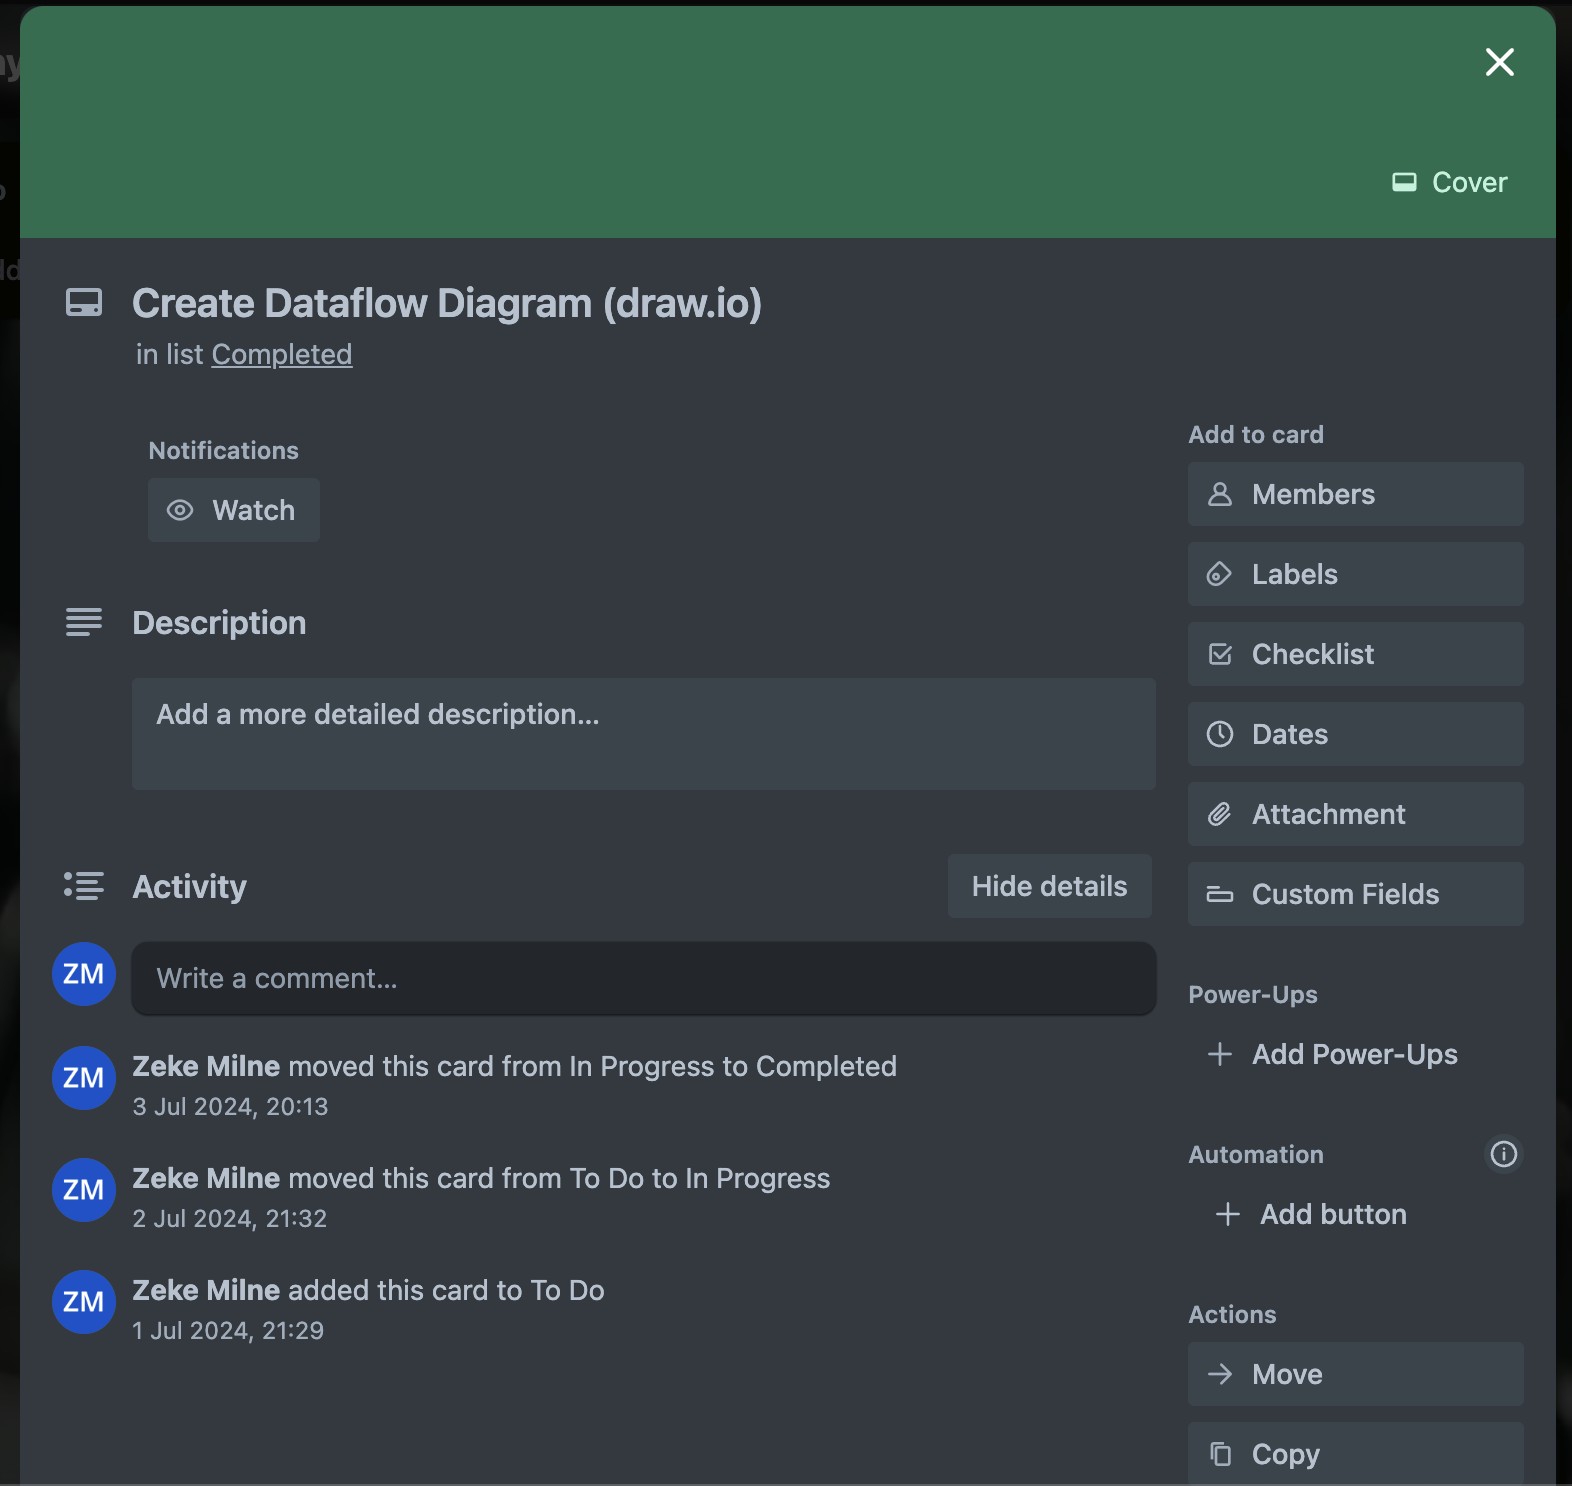 Cover
Create Dataflow Diagram (draw.io)
in list Completed
Notifications
Watch
Description
Add a more detailed description...
Activity
Hide details
ZM
Write a comment...
ZM
Zeke Milne moved this card from In Progress to Completed
3 Jul 2024, 20:13
ZM
Zeke Milne moved this card from To Do to In Progress
2 Jul 2024, 21:32
ZM
Zeke Milne added this card to To Do
1 Jul 2024, 21:29
Add to card
Members
Labels
Checklist
Dates
Attachment
Custom Fields
Power-Ups
Add Power-Ups
Automation
Add button
Actions
Move
Copy